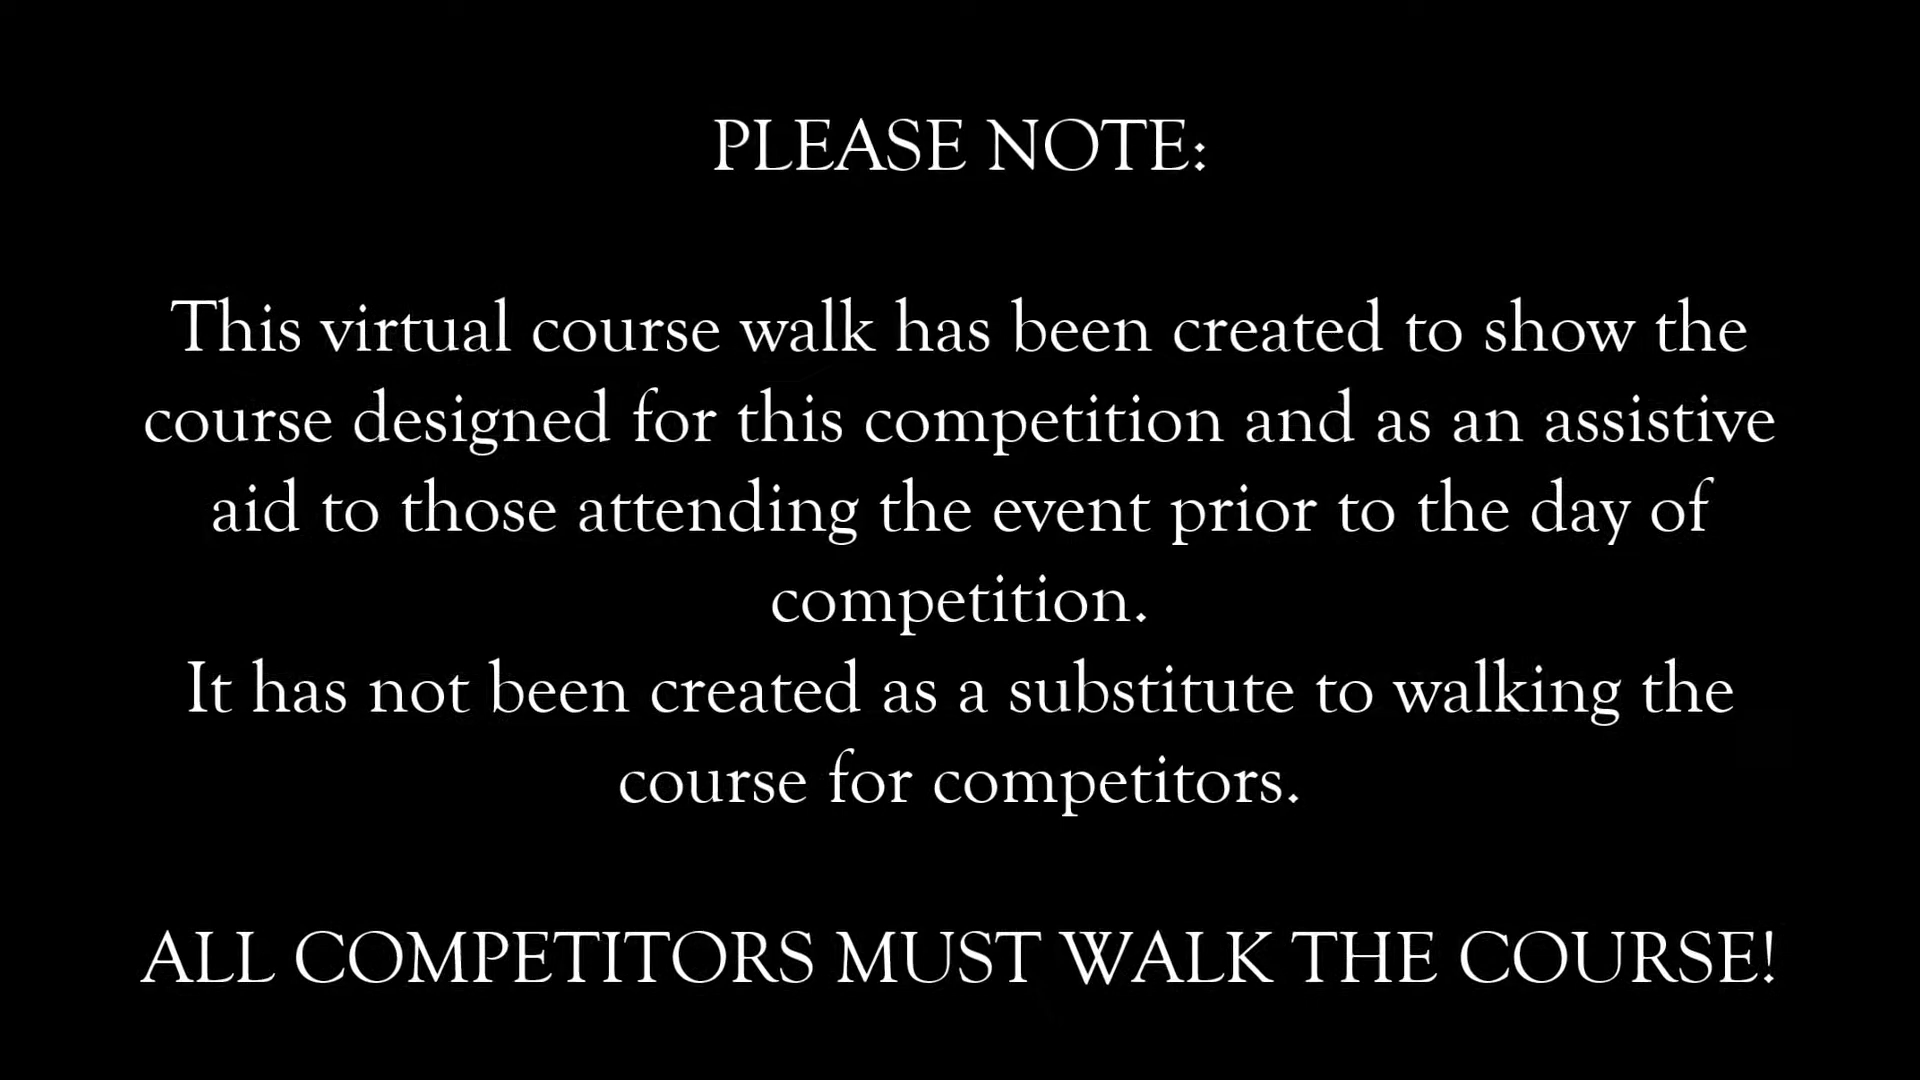 PLEASE NOTE:
This virtual course walk has been created to show the
course designed for this competition and as an assistive
aid to those attending the event prior to the day of
competition.
It has not been created as a substitute to walking the
course for competitors.
ALL COMPETITORS MUST WALK THE COURSE!